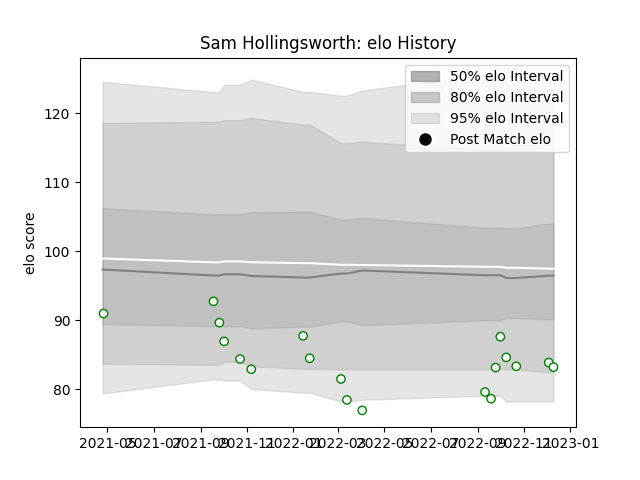 Sam Hollingsworth: elo History
50% elo Interval
80% elo Interval
95% elo Interval
Post Match elo
elo score
120
110
100
90
80
2021-05 2021-07 2021-09 2021-11 2022-01 2022-03 2022-05 2022-07 2022-09 2022-11 2023-01